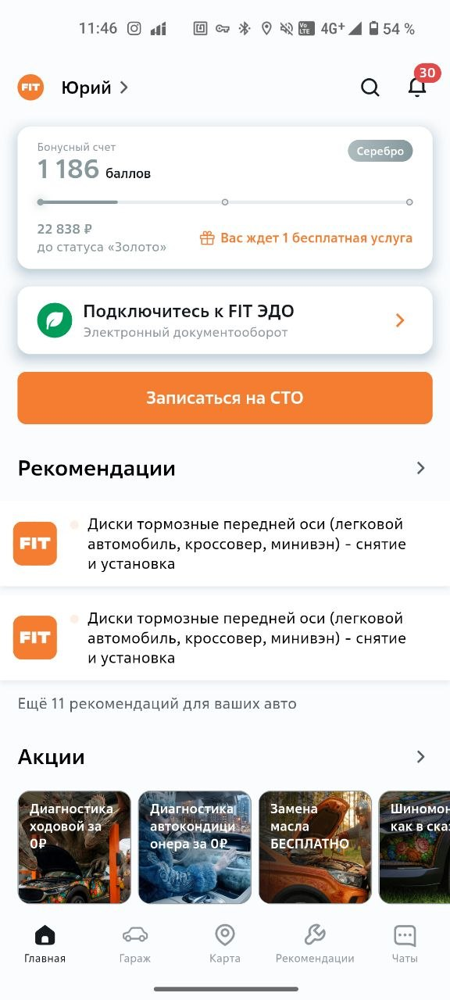 11:46
Vo LTE 4G+ 54 %
FIT Юрий
30
Бонусный счет
1 186 баллов
Серебро
22 838 ₽
до статуса «Золото»
Вас ждет 1 бесплатная услуга
Подключитесь к FIT ЭДО
Электронный документооборот
Записаться на СТО
Рекомендации
FIT
Диски тормозные передней оси (легковой
автомобиль, кроссовер, минивэн) - снятие
и установка
FIT
Диски тормозные передней оси (легковой
автомобиль, кроссовер, минивэн) - снятие
и установка
Ещё 11 рекомендаций для ваших авто
Акции
Диагностика
ходовой за
0₽
Диагностика
автокондици
онера за 0₽
Замена
масла
БЕСПЛАТНО
Шиномон
как в сказ
Главная
Гараж
Карта
Рекомендации
Чаты